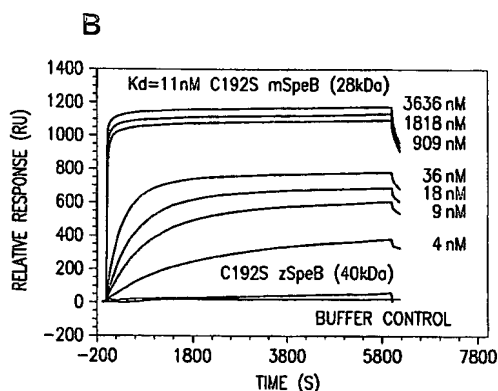 B
Kd=11nM C192S mSpeB (28kDa)
1400
1200
1000
800
600
400
200
0
-200
RELATIVE RESPONSE (RU)
3636 nM
1818 nM
909 nM
36 nM
18 nM
9 nM
4 nM
C192S zSpeB (40kDa)
BUFFER CONTROL
-200
1800
3800
5800
7800
TIME (S)